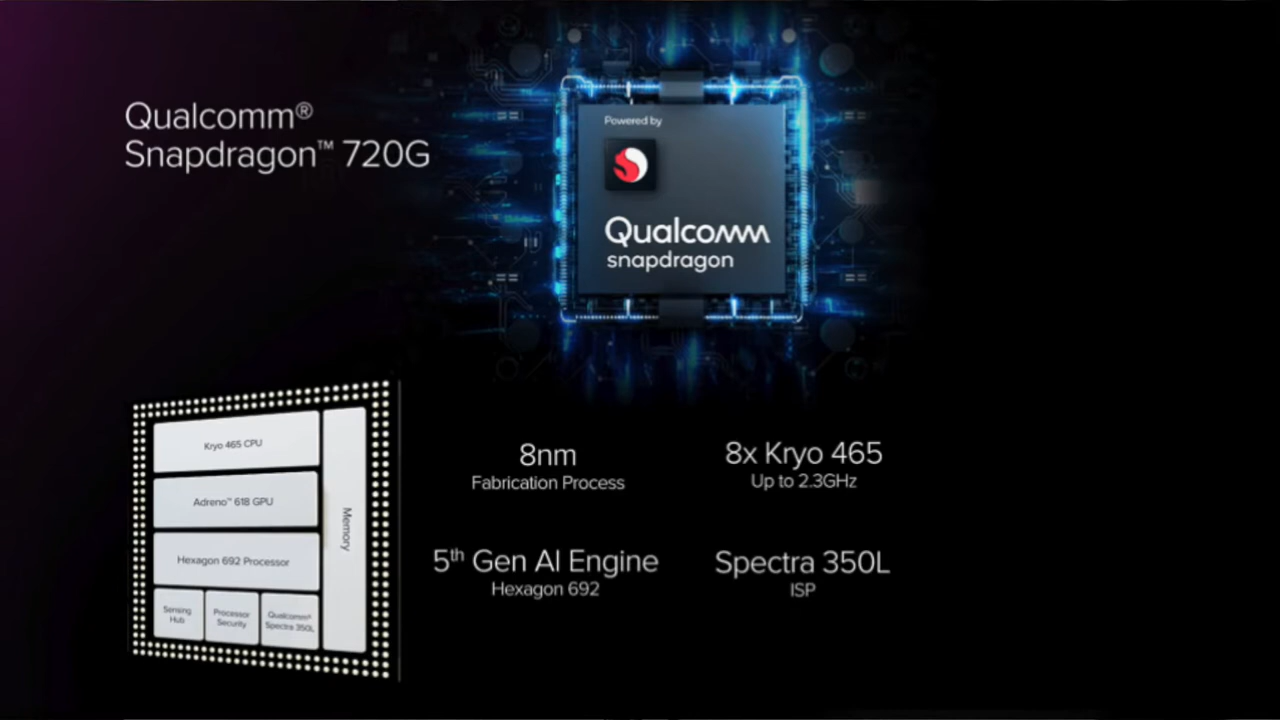 Qualcomm®
Snapdragon™ 720G
Powered by
Qualcomm
snapdragon
Kryo 465 CPU
Adreno™ 618 GPU
Hexagon 692 Processor
Sensing
Hub
Processor
Security
Qualcomm®
Spectra 350L
Memory
8nm
Fabrication Process
8x Kryo 465
Up to 2.3GHz
5th Gen AI Engine
Hexagon 692
Spectra 350L
ISP